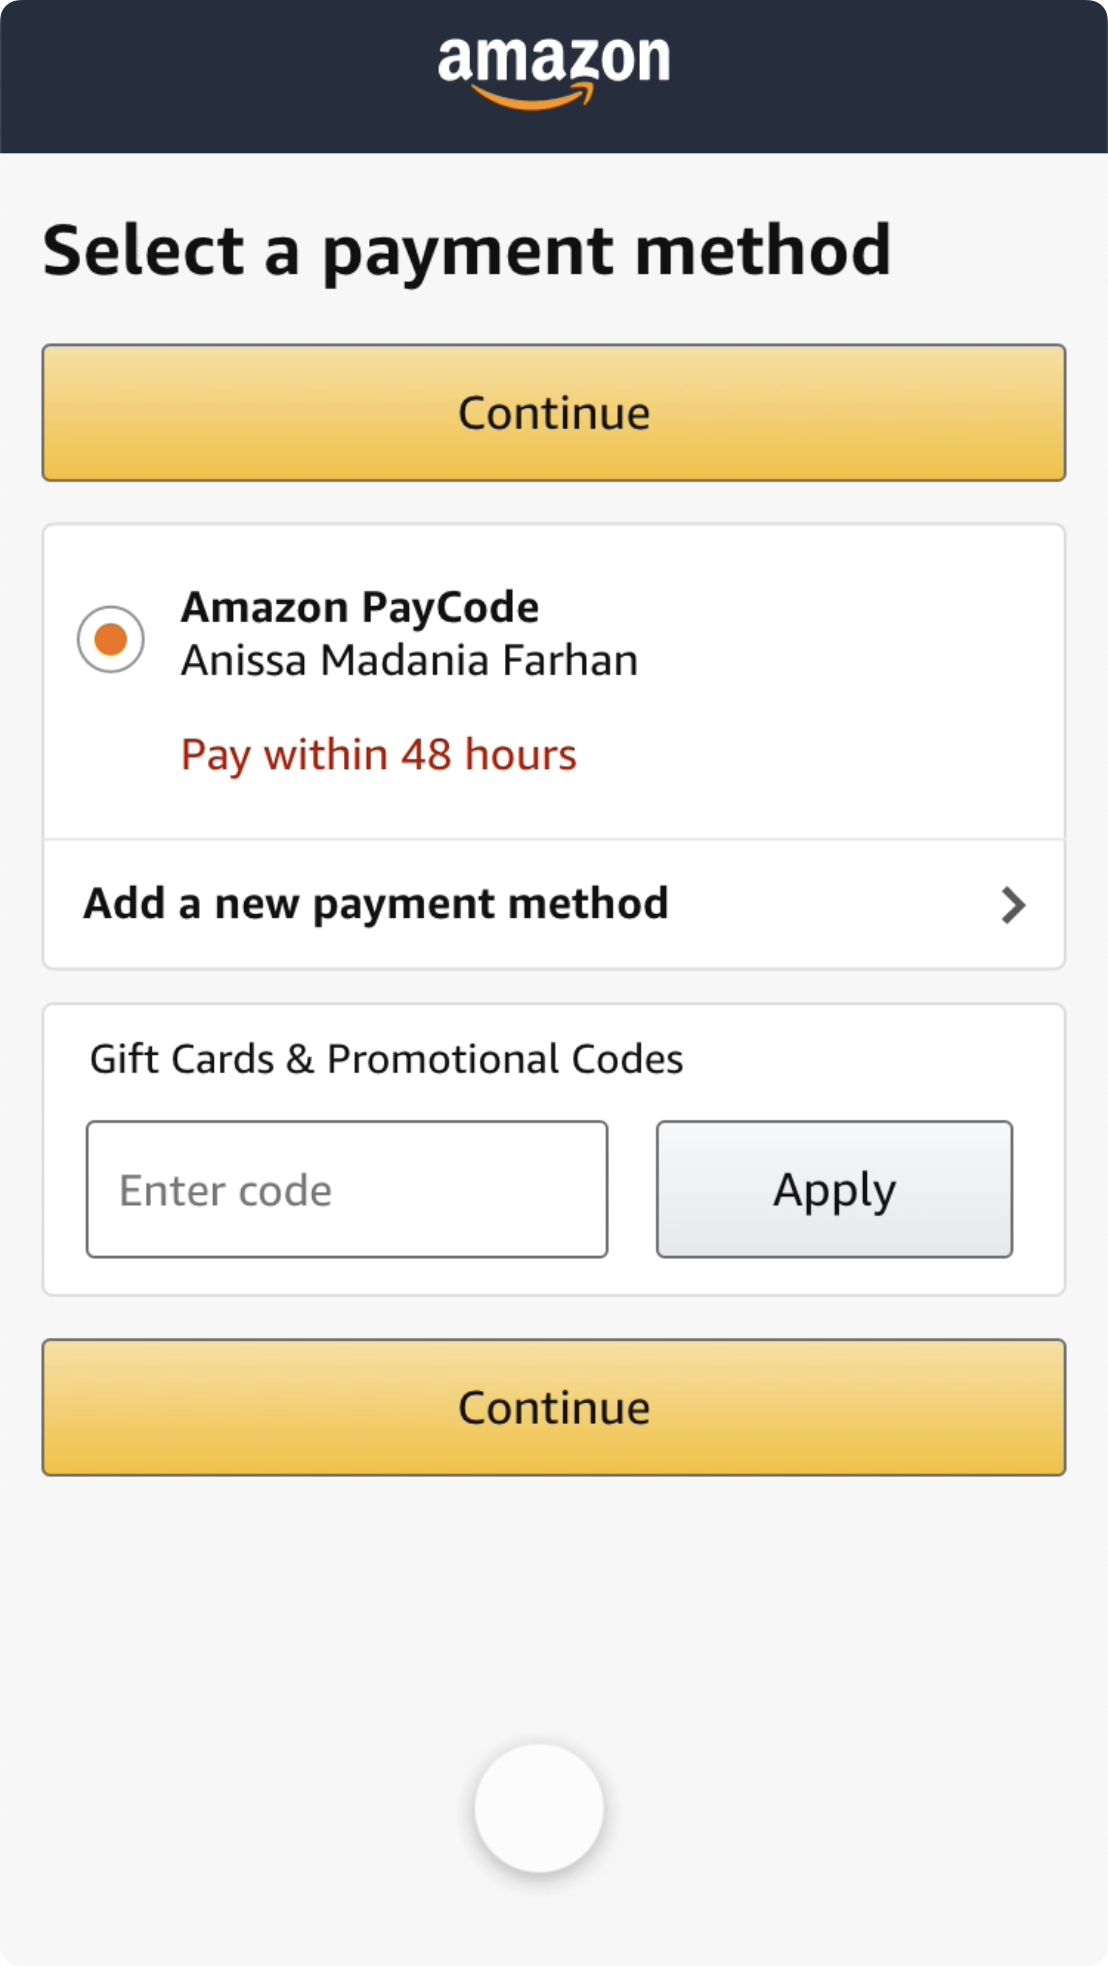 amazon
Select a payment method
Continue
Amazon PayCode
Anissa Madania Farhan
Pay within 48 hours
Add a new payment method
Gift Cards & Promotional Codes
Enter code
Apply
Continue